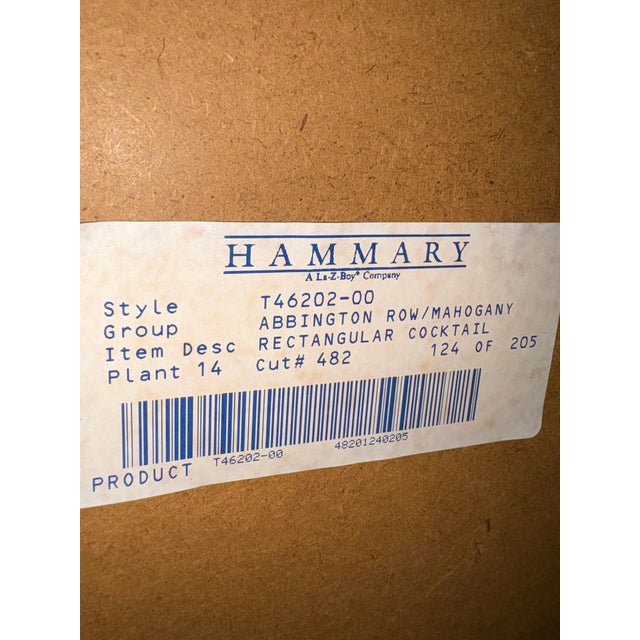 HAMMARY
A La-Z-Boy® Company
Style T46202-00
Group ABBINGTON ROW/MAHOGANY
Item Desc RECTANGULAR COCKTAIL
Plant 14 Cut# 482 124 OF 205
PRODUCT T46202-00 48201240205